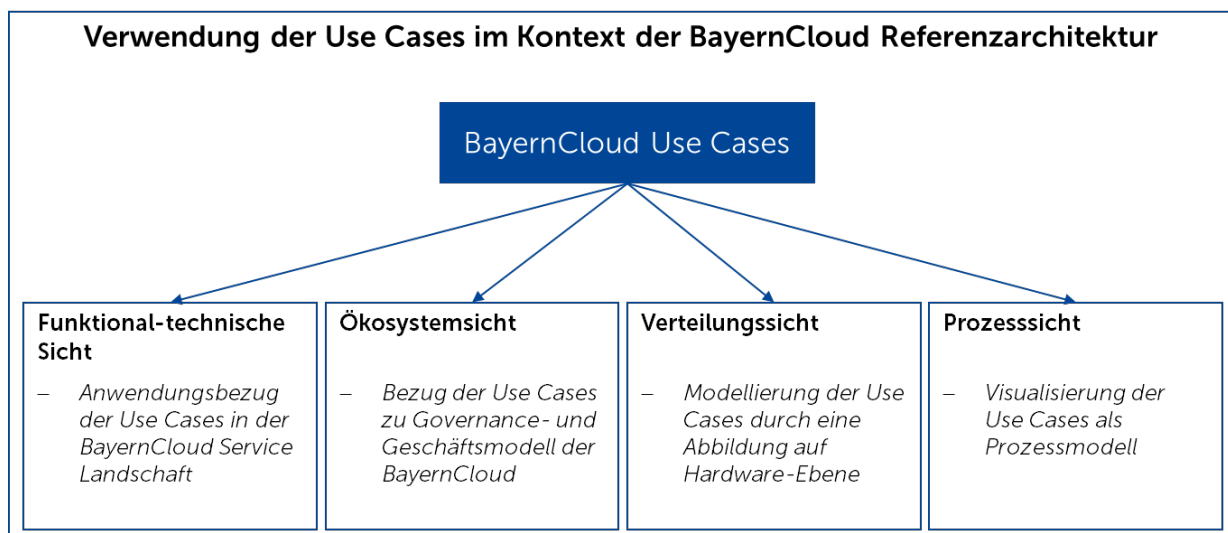 Verwendung der Use Cases im Kontext der BayernCloud Referenzarchitektur
BayernCloud Use Cases
Funktional-technische
Sicht
– Anwendungsbezug
der Use Cases in der
BayernCloud Service
Landschaft
Ökosystemsicht
– Bezug der Use Cases
zu Governance- und
Geschäftsmodell der
BayernCloud
Verteilungssicht
– Modellierung der Use
Cases durch eine
Abbildung auf
Hardware-Ebene
Prozesssicht
– Visualisierung der
Use Cases als
Prozessmodell